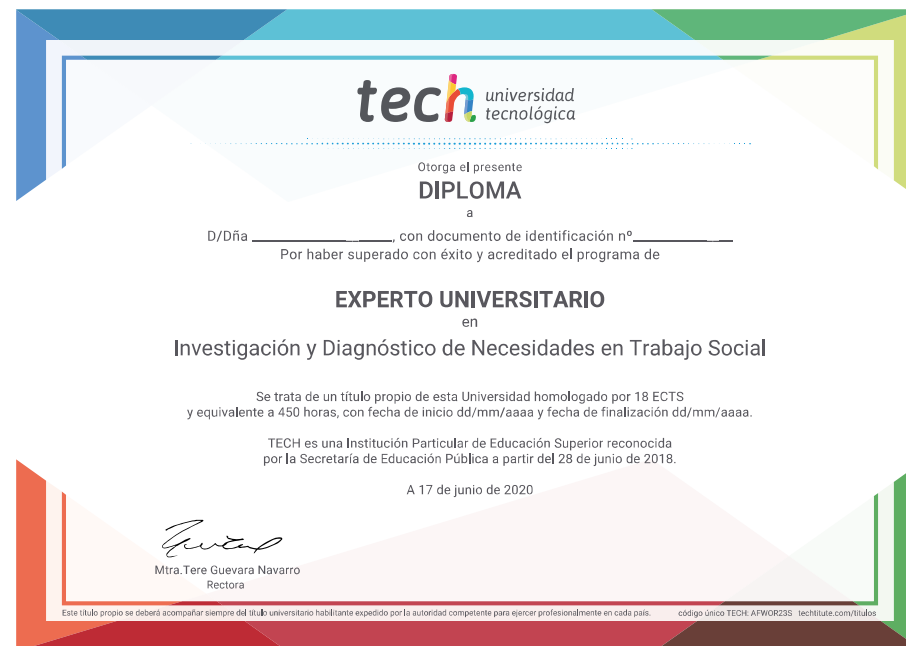 tech universidad
tecnológica
Otorga el presente
DIPLOMA
a
D/Dña ____________________, con documento de identificación nº______________
Por haber superado con éxito y acreditado el programa de
EXPERTO UNIVERSITARIO
en
Investigación y Diagnóstico de Necesidades en Trabajo Social
Se trata de un título propio de esta Universidad homologado por 18 ECTS
y equivalente a 450 horas, con fecha de inicio dd/mm/aaaa y fecha de finalización dd/mm/aaaa.
TECH es una Institución Particular de Educación Superior reconocida
por la Secretaría de Educación Pública a partir del 28 de junio de 2018.
A 17 de junio de 2020
Mtra.Tere Guevara Navarro
Rectora
Este título propio se deberá acompañar siempre del título universitario habilitante expedido por la autoridad competente para ejercer profesionalmente en cada país. código único TECH: AFWOR23S techtitute.com/titulos